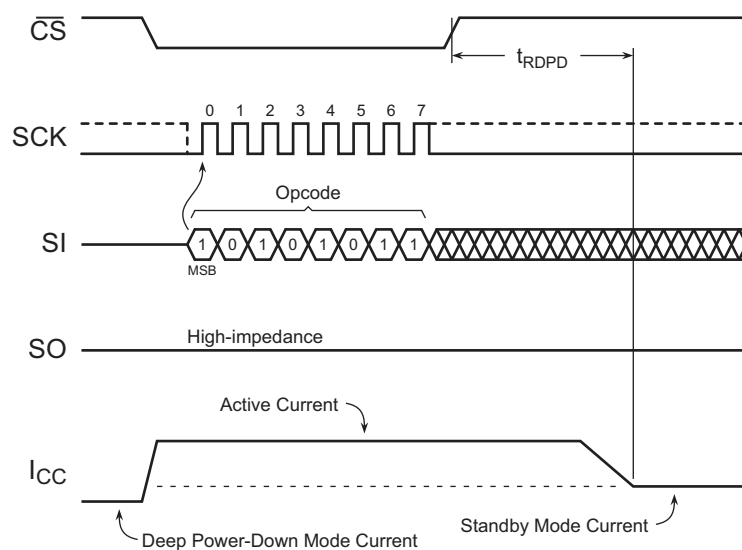 CS
tRDPD
0 1 2 3 4 5 6 7
SCK
Opcode
SI
1 0 1 0 1 0 1 1
MSB
High-impedance
SO
Active Current
ICC
Standby Mode Current
Deep Power-Down Mode Current